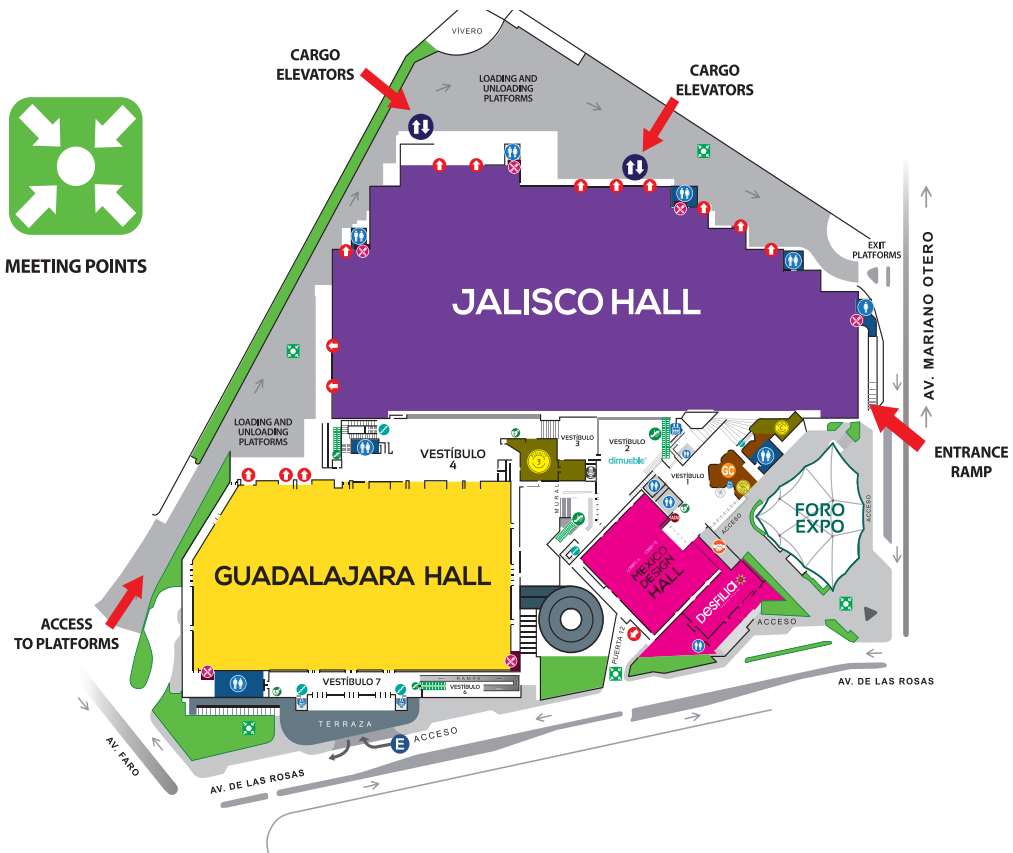 VÍVERO
CARGO
ELEVATORS
LOADING AND
UNLOADING
PLATFORMS
CARGO
ELEVATORS
MEETING POINTS
EXIT
PLATFORMS
AV. MARIANO OTERO
JALISCO HALL
LOADING AND
UNLOADING
PLATFORMS
ENTRANCE
RAMP
VESTÍBULO
4
3
VESTÍBULO
3
VESTÍBULO
2
dimueble
VESTÍBULO
1
GC
MURAL
ACCESO
FORO
EXPO
ACCESO
GUADALAJARA HALL
MEXICO
DESIGN
HALL
DESFILIA
ACCESO
PUERTA 12
ACCESS
TO PLATFORMS
VESTÍBULO 7
RAMPA
VESTÍBULO
6
TERRAZA
E
ACCESO
AV. DE LAS ROSAS
AV. FARO
AV. DE LAS ROSAS